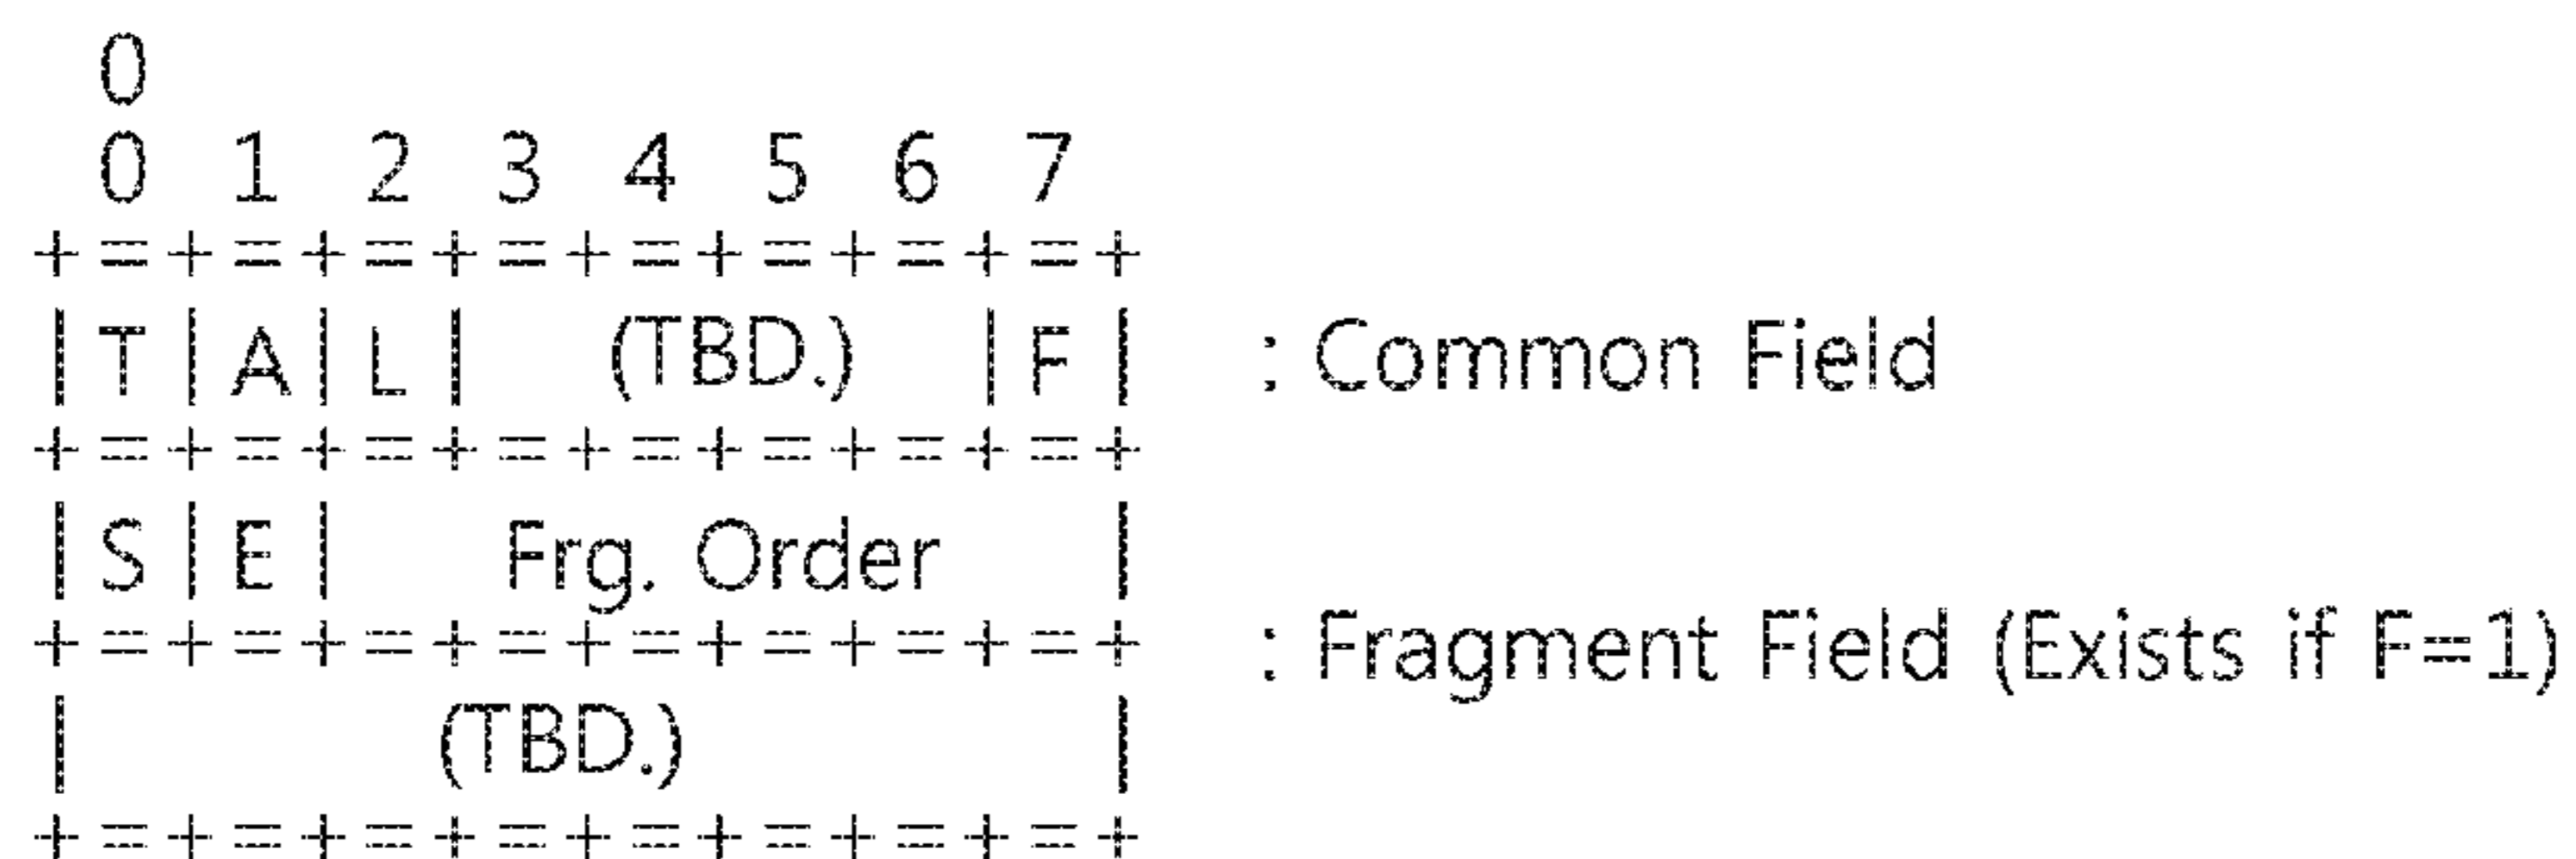 0
0 1 2 3 4 5 6 7
+=+=+=+=+=+=+=+=+
|T|A|L| (TBD.) |F| : Common Field
+=+=+=+=+=+=+=+=+
|S|E| Frg. Order |
+=+=+=+=+=+=+=+=+ : Fragment Field (Exists if F=1)
| (TBD.) |
+=+=+=+=+=+=+=+=+